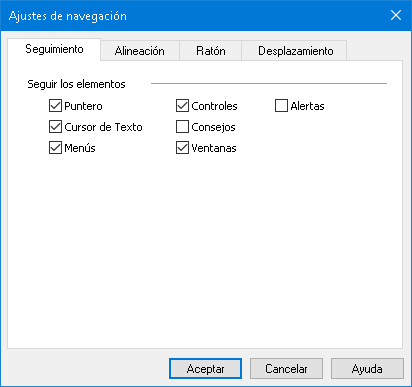 Ajustes de navegación
Seguimiento Alineación Ratón Desplazamiento
Seguir los elementos
Puntero Controles Alertas
Cursor de Texto Consejos
Menús Ventanas
Aceptar Cancelar Ayuda